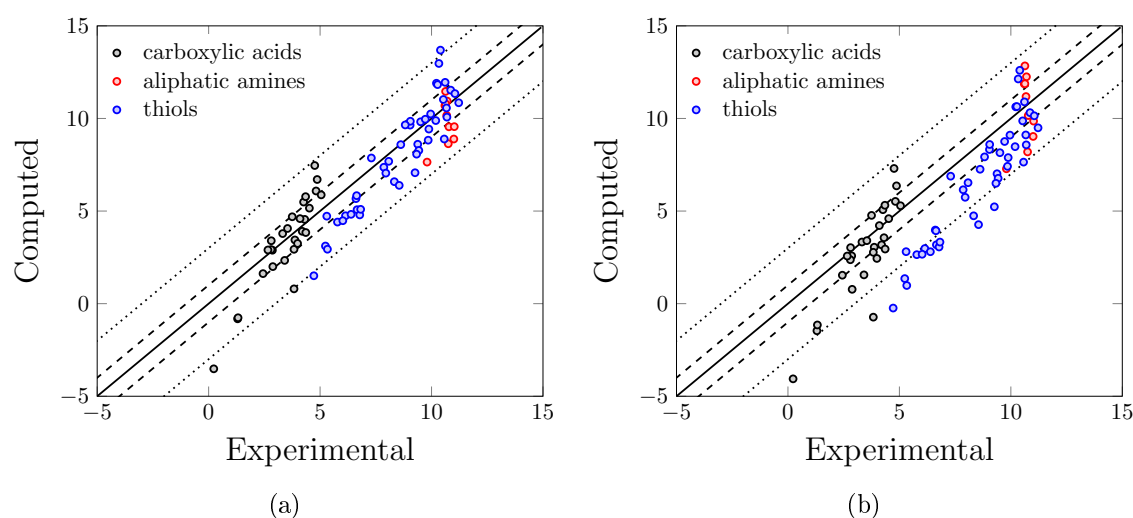 15
10
5
0
−5
−5 0 5 10 15
Computed
Experimental
carboxylic acids
aliphatic amines
thiols
(a)
15
10
5
0
−5
−5 0 5 10 15
Computed
Experimental
carboxylic acids
aliphatic amines
thiols
(b)